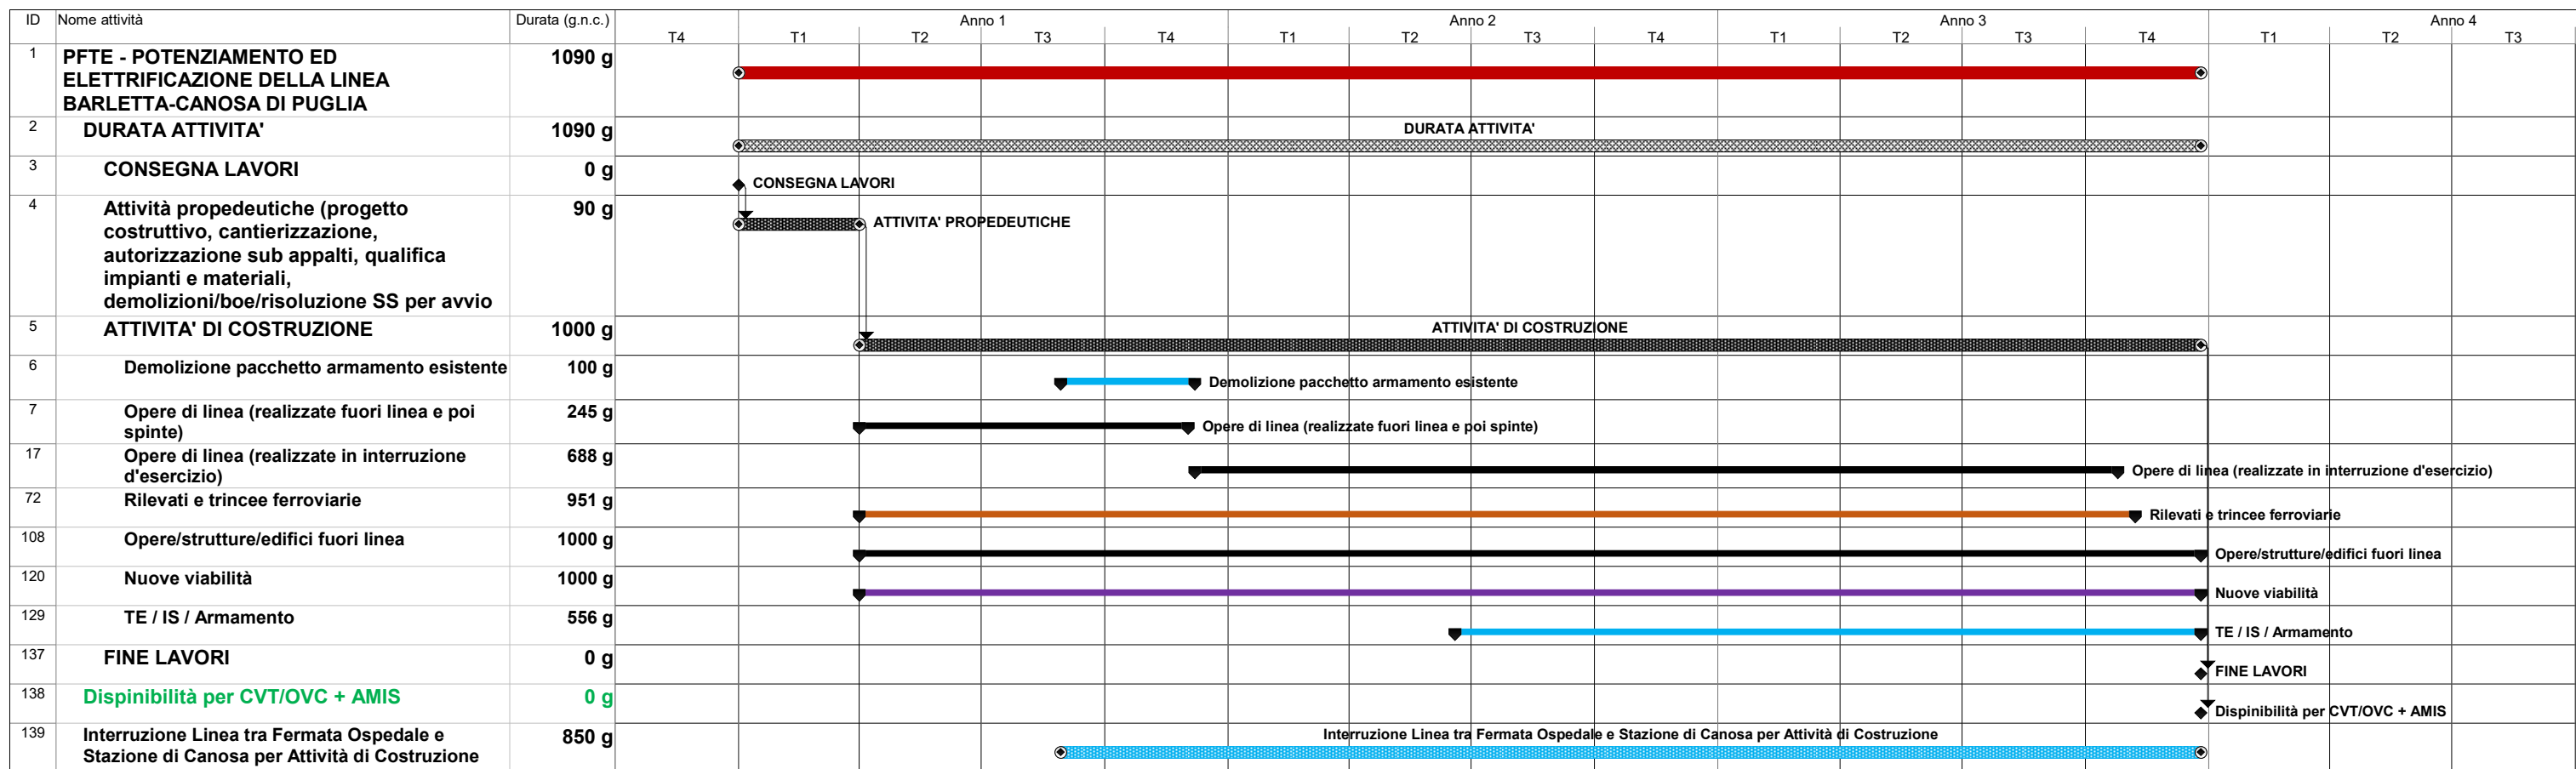 ID Nome attività Durata (g.n.c.) Anno 1 Anno 2 Anno 3 Anno 4
T4 T1 T2 T3 T4 T1 T2 T3 T4 T1 T2 T3 T4 T1 T2 T3
1 PFTE - POTENZIAMENTO ED 1090 g
ELETTRIFICAZIONE DELLA LINEA
BARLETTA-CANOSA DI PUGLIA
2 DURATA ATTIVITA' 1090 g DURATA ATTIVITA'
3 CONSEGNA LAVORI 0 g CONSEGNA LAVORI
4 Attività propedeutiche (progetto 90 g ATTIVITA' PROPEDEUTICHE
costruttivo, cantierizzazione,
autorizzazione sub appalti, qualifica
impianti e materiali,
demolizioni/boe/risoluzione SS per avvio
5 ATTIVITA' DI COSTRUZIONE 1000 g ATTIVITA' DI COSTRUZIONE
6 Demolizione pacchetto armamento esistente 100 g Demolizione pacchetto armamento esistente
7 Opere di linea (realizzate fuori linea e poi 245 g Opere di linea (realizzate fuori linea e poi spinte)
spinte)
17 Opere di linea (realizzate in interruzione 688 g Opere di linea (realizzate in interruzione d'esercizio)
d'esercizio)
72 Rilevati e trincee ferroviarie 951 g Rilevati e trincee ferroviarie
108 Opere/strutture/edifici fuori linea 1000 g Opere/strutture/edifici fuori linea
120 Nuove viabilità 1000 g Nuove viabilità
129 TE / IS / Armamento 556 g TE / IS / Armamento
137 FINE LAVORI 0 g FINE LAVORI
138 Dispinibilità per CVT/OVC + AMIS 0 g Dispinibilità per CVT/OVC + AMIS
139 Interruzione Linea tra Fermata Ospedale e 850 g Interruzione Linea tra Fermata Ospedale e Stazione di Canosa per Attività di Costruzione
Stazione di Canosa per Attività di Costruzione